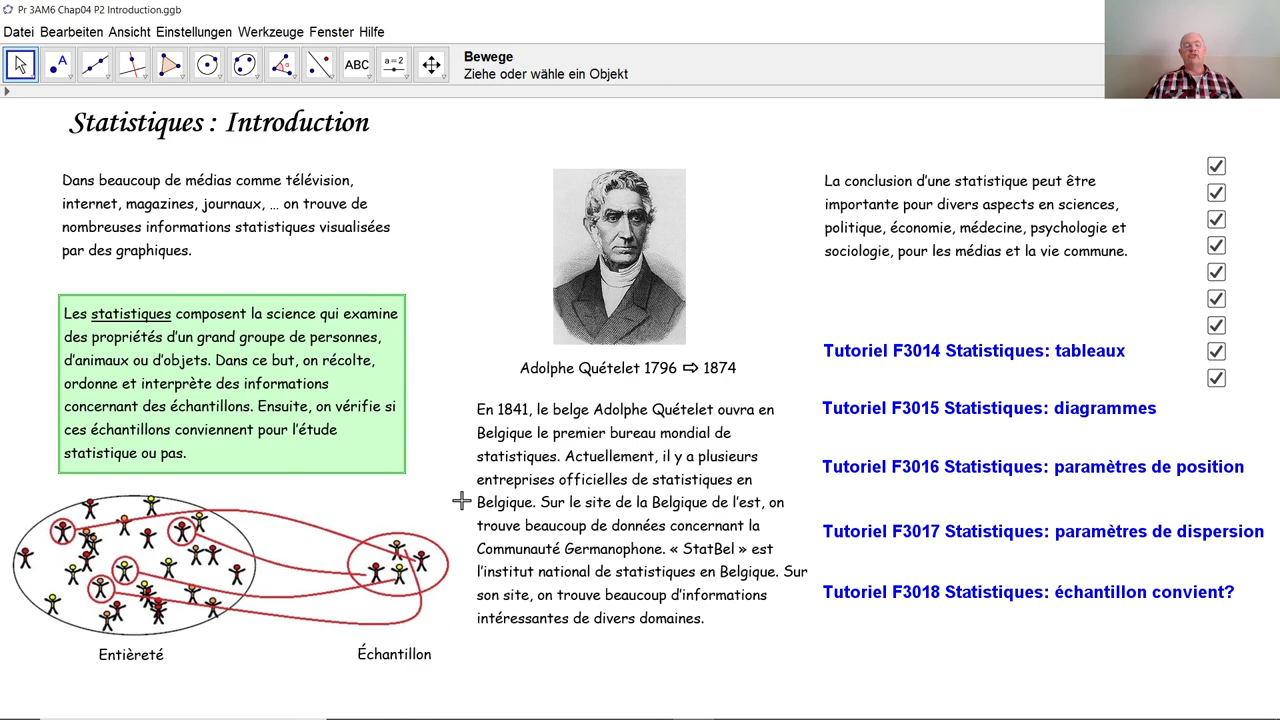 Pr 3AM6 Chap04 P2 Introduction.ggb
Datei Bearbeiten Ansicht Einstellungen Werkzeuge Fenster Hilfe
A
ABC
a=2
Bewege
Ziehe oder wähle ein Objekt
Statistiques : Introduction
Dans beaucoup de médias comme télévision,
internet, magazines, journaux, … on trouve de
nombreuses informations statistiques visualisées
par des graphiques.
Les statistiques composent la science qui examine
des propriétés d’un grand groupe de personnes,
d’animaux ou d’objets. Dans ce but, on récolte,
ordonne et interprète des informations
concernant des échantillons. Ensuite, on vérifie si
ces échantillons conviennent pour l’étude
statistique ou pas.
Entièreté
Échantillon
Adolphe Quételet 1796 ⇨ 1874
En 1841, le belge Adolphe Quételet ouvra en
Belgique le premier bureau mondial de
statistiques. Actuellement, il y a plusieurs
entreprises officielles de statistiques en
Belgique. Sur le site de la Belgique de l’est, on
trouve beaucoup de données concernant la
Communauté Germanophone. « StatBel » est
l’institut national de statistiques en Belgique. Sur
son site, on trouve beaucoup d’informations
intéressantes de divers domaines.
La conclusion d’une statistique peut être
importante pour divers aspects en sciences,
politique, économie, médecine, psychologie et
sociologie, pour les médias et la vie commune.
Tutoriel F3014 Statistiques: tableaux
Tutoriel F3015 Statistiques: diagrammes
Tutoriel F3016 Statistiques: paramètres de position
Tutoriel F3017 Statistiques: paramètres de dispersion
Tutoriel F3018 Statistiques: échantillon convient?